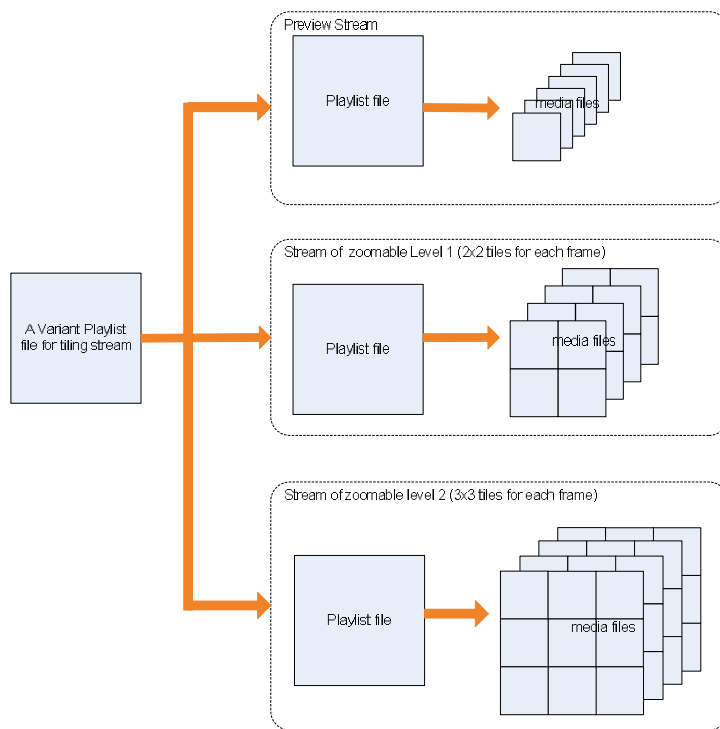 Preview Stream
Playlist file
media files
A Variant Playlist
file for tiling stream
Stream of zoomable Level 1 (2x2 tiles for each frame)
Playlist file
media files
Stream of zoomable level 2 (3x3 tiles for each frame)
Playlist file
media files